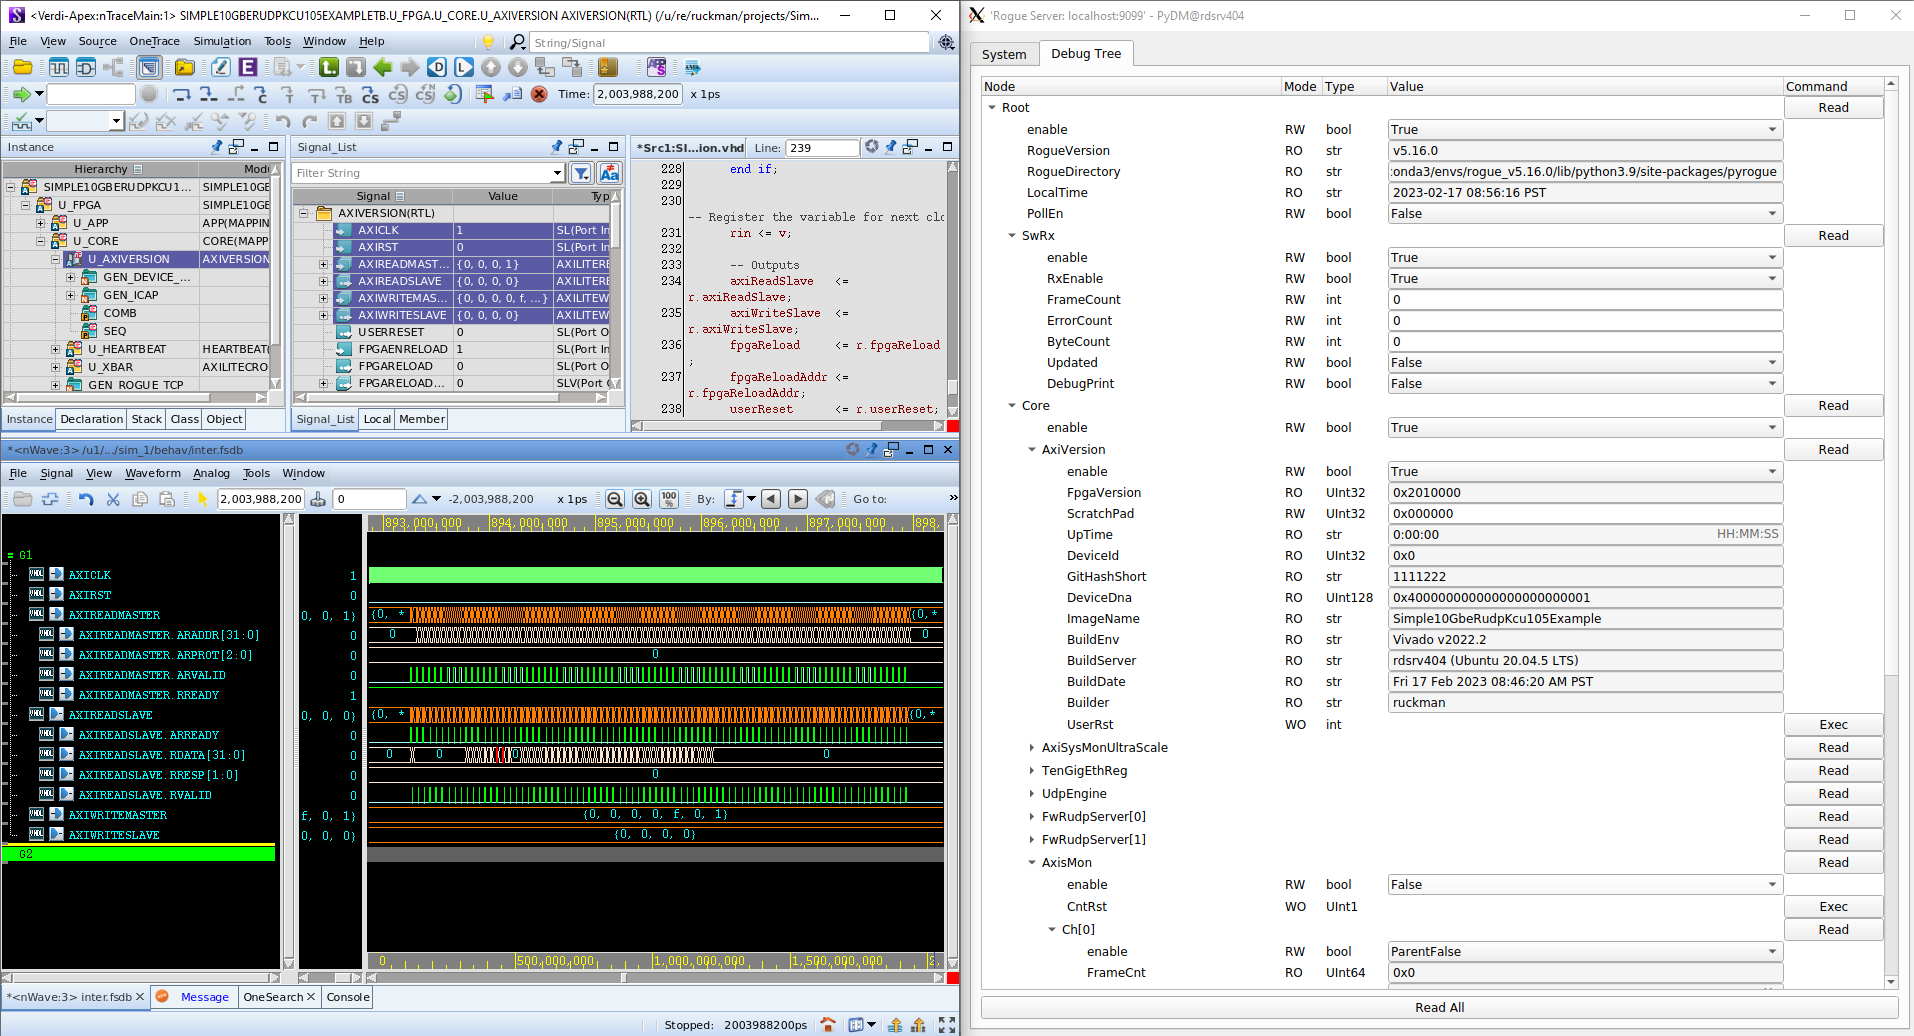 <Verdi-Apex:nTraceMain:1> SIMPLE10GBERUDPKCU105EXAMPLETB.U_FPGA.U_CORE.U_AXIVERSION AXIVERSION(RTL) (/u/re/ruckman/projects/Sim...
File View Source OneTrace Simulation Tools Window Help
String/Signal
Time: 2,003,988,200 x 1ps
Instance
Hierarchy
SIMPLE10GBERUDPKCU1... SIMPLE10GE
U_FPGA SIMPLE10GE
U_APP APP(MAPPIN
U_CORE CORE(MAPP
U_AXIVERSION AXIVERSION
GEN_DEVICE_...
GEN_ICAP
COMB
SEQ
U_HEARTBEAT HEARTBEAT(
U_XBAR AXILITECRO
GEN_ROGUE_TCP
Instance Declaration Stack Class Object
Signal_List
Filter String
Signal Value Typ
AXIVERSION(RTL)
AXICLK 1 SL(Port In
AXIRST 0 SL(Port In
AXIREADMAST... {0, 0, 0, 1} AXILITERE
AXIREADSLAVE {0, 0, 0, 0} AXILITERE
AXIWRITEMAS... {0, 0, 0, 0, f, ...} AXILITEW
AXIWRITESLAVE {0, 0, 0, 0} AXILITEW
USERRESET 0 SL(Port O
FPGAENRELOAD 1 SL(Port In
FPGARELOAD 0 SL(Port O
FPGARELOAD... 0 SLV(Port O
Signal_List Local Member
*Src1:SI...ion.vhd Line: 239
228 end if;
229
230
-- Register the variable for next clo
231 rin <= v;
232
233 -- Outputs
234 axiReadSlave <=
r.axiReadSlave;
235 axiWriteSlave <=
r.axiWriteSlave;
236 fpgaReload <= r.fpgaReload
;
237 fpgaReloadAddr <=
r.fpgaReloadAddr;
238 userReset <= r.userReset;
*<nWave:3> /u1/.../sim_1/behav/inter.fsdb
File Signal View Waveform Analog Tools Window
2,003,988,200 0 -2,003,988,200 x 1ps 100% By: Go to: »
893,000,000 894,000,000 895,000,000 896,000,000 897,000,000 898,
G1
AXICLK 1
AXIRST 0
AXIREADMASTER 0, 0, 1} {0, * {0,*
AXIREADMASTER.ARADDR[31:0] 0 0 0
AXIREADMASTER.ARPROT[2:0] 0 0
AXIREADMASTER.ARVALID 0
AXIREADMASTER.RREADY 1
AXIREADSLAVE 0, 0, 0} {0, * {0,*
AXIREADSLAVE.ARREADY 0
AXIREADSLAVE.RDATA[31:0] 0 0 0 0 0
AXIREADSLAVE.RRESP[1:0] 0 0
AXIREADSLAVE.RVALID 0
AXIWRITEMASTER f, 0, 1} {0, 0, 0, 0, f, 0, 1}
AXIWRITESLAVE 0, 0, 0} {0, 0, 0, 0}
G2
0 500,000,000 1,000,000,000 1,500,000,000 2,
*<nWave:3> inter.fsdb Message OneSearch Console
Stopped: 2003988200ps
'Rogue Server: localhost:9099' - PyDM@rdsrv404
System Debug Tree
Node Mode Type Value Command
Root Read
enable RW bool True
RogueVersion RO str v5.16.0
RogueDirectory RO str :onda3/envs/rogue_v5.16.0/lib/python3.9/site-packages/pyrogue
LocalTime RO str 2023-02-17 08:56:16 PST
PollEn RW bool False
SwRx Read
enable RW bool True
RxEnable RW bool True
FrameCount RW int 0
ErrorCount RW int 0
ByteCount RW int 0
Updated RW bool False
DebugPrint RW bool False
Core Read
enable RW bool True
AxiVersion Read
enable RW bool True
FpgaVersion RO UInt32 0x2010000
ScratchPad RW UInt32 0x000000
UpTime RO str 0:00:00 HH:MM:SS
DeviceId RO UInt32 0x0
GitHashShort RO str 1111222
DeviceDna RO UInt128 0x400000000000000000000001
ImageName RO str Simple10GbeRudpKcu105Example
BuildEnv RO str Vivado v2022.2
BuildServer RO str rdsrv404 (Ubuntu 20.04.5 LTS)
BuildDate RO str Fri 17 Feb 2023 08:46:20 AM PST
Builder RO str ruckman
UserRst WO int Exec
AxiSysMonUltraScale Read
TenGigEthReg Read
UdpEngine Read
FwRudpServer[0] Read
FwRudpServer[1] Read
AxisMon Read
enable RW bool False
CntRst WO UInt1 Exec
Ch[0] Read
enable RW bool ParentFalse
FrameCnt RO UInt64 0x0
Read All